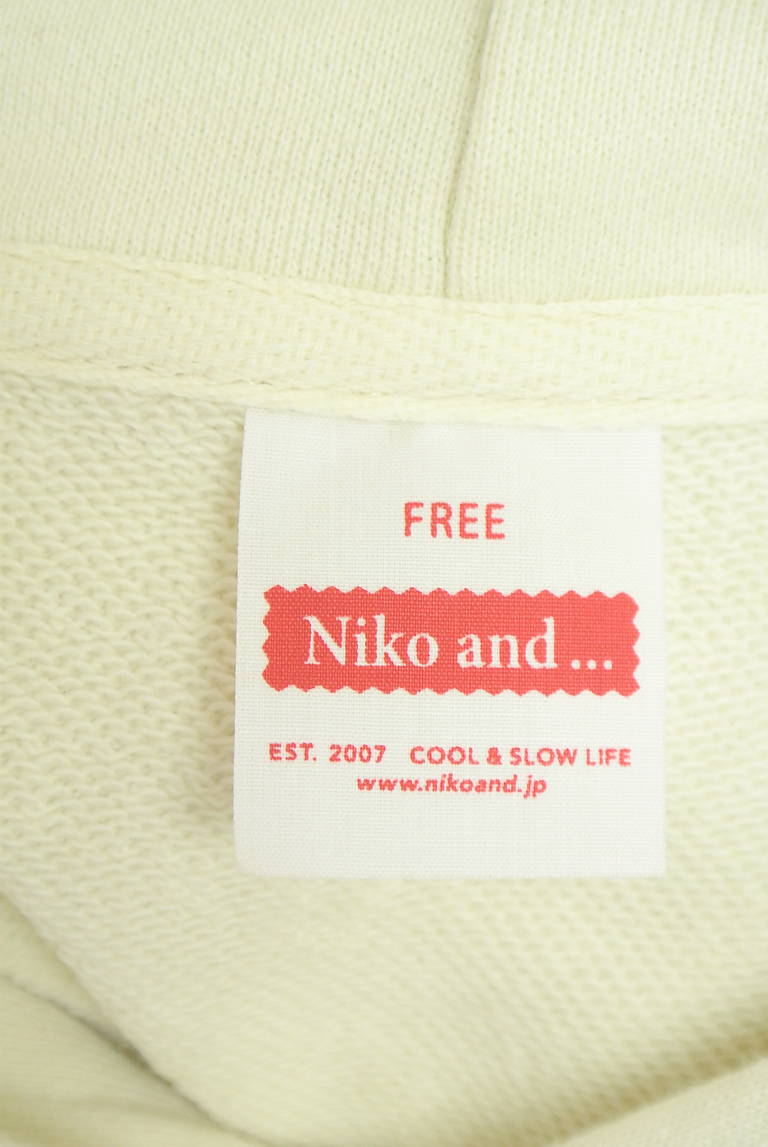 FREE
Niko and ...
EST. 2007 COOL & SLOW LIFE
www.nikoand.jp